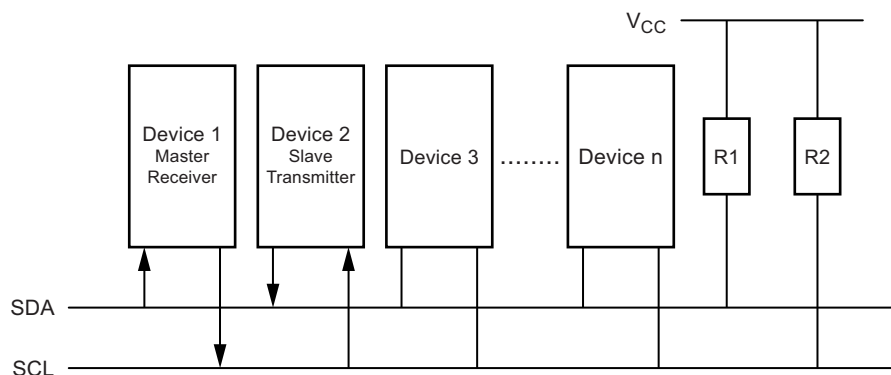 VCC
Device 1
Master
Receiver
Device 2
Slave
Transmitter
Device 3
........
Device n
R1
R2
SDA
SCL